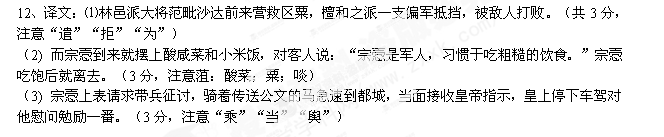 12、译文：⑴林邑派大将范毗沙达前来营救区粟，檀和之派一支偏军抵挡，被敌人打败。（共 3 分，
注意“遣”“拒”“为”）
（2）而宗悫到来就摆上酸咸菜和小米饭，对客人说：“宗悫是军人，习惯于吃粗糙的饮食。”宗悫
吃饱后就离去。（3 分，注意菹：酸菜；粟；啖）
（3）宗悫上表请求带兵征讨，骑着传送公文的马急速到都城，当面接收皇帝指示，皇上停下车驾对
他慰问勉励一番。（3 分，注意“乘”“当”“舆”）